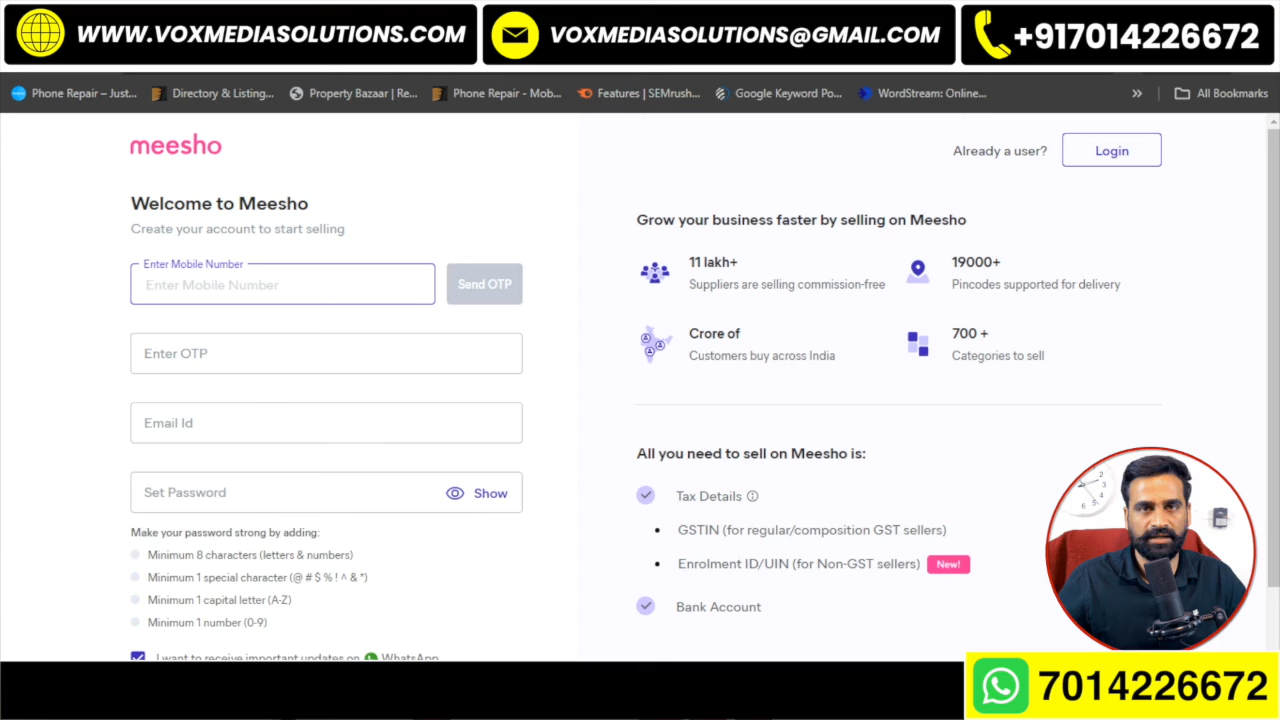 WWW.VOXMEDIASOLUTIONS.COM
VOXMEDIASOLUTIONS@GMAIL.COM
+917014226672
Phone Repair – Just...
Directory & Listing...
Property Bazaar | Re...
Phone Repair - Mob...
Features | SEMrush...
Google Keyword Po...
WordStream: Online...
»
All Bookmarks
meesho
Already a user?
Login
Welcome to Meesho
Create your account to start selling
Enter Mobile Number
Enter Mobile Number
Send OTP
Enter OTP
Email Id
Set Password
Show
Make your password strong by adding:
Minimum 8 characters (letters & numbers)
Minimum 1 special character (@ # $ % ! ^ & *)
Minimum 1 capital letter (A-Z)
Minimum 1 number (0-9)
I want to receive important updates on WhatsApp
Grow your business faster by selling on Meesho
11 lakh+
Suppliers are selling commission-free
19000+
Pincodes supported for delivery
Crore of
Customers buy across India
700 +
Categories to sell
All you need to sell on Meesho is:
Tax Details
GSTIN (for regular/composition GST sellers)
Enrolment ID/UIN (for Non-GST sellers)
New!
Bank Account
7014226672